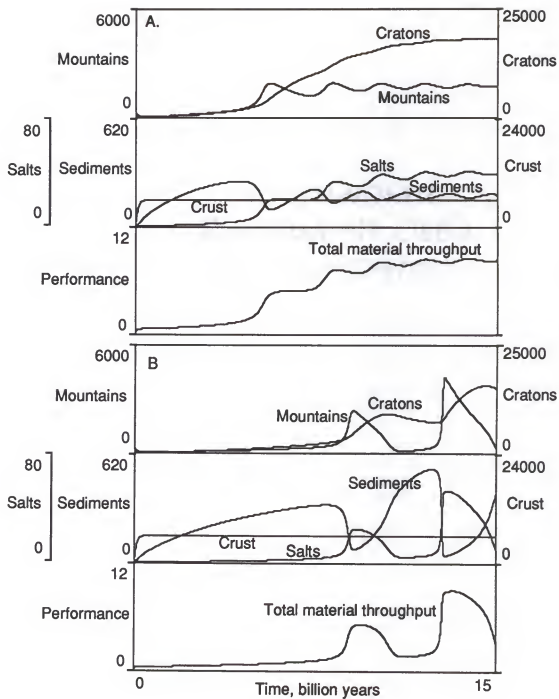 6000
A.
25000
Cratons
Mountains
Cratons
Mountains
0
0
80
620
24000
Salts
Salts
Sediments
Sediments
Crust
Crust
0
0
0
12
Total material throughput
Performance
0
6000
B
25000
Mountains
Cratons
Mountains
Cratons
0
0
80
620
24000
Sediments
Salts
Sediments
Crust
Crust
Salts
0
0
0
12
Performance
Total material throughput
0
0
Time, billion years
15